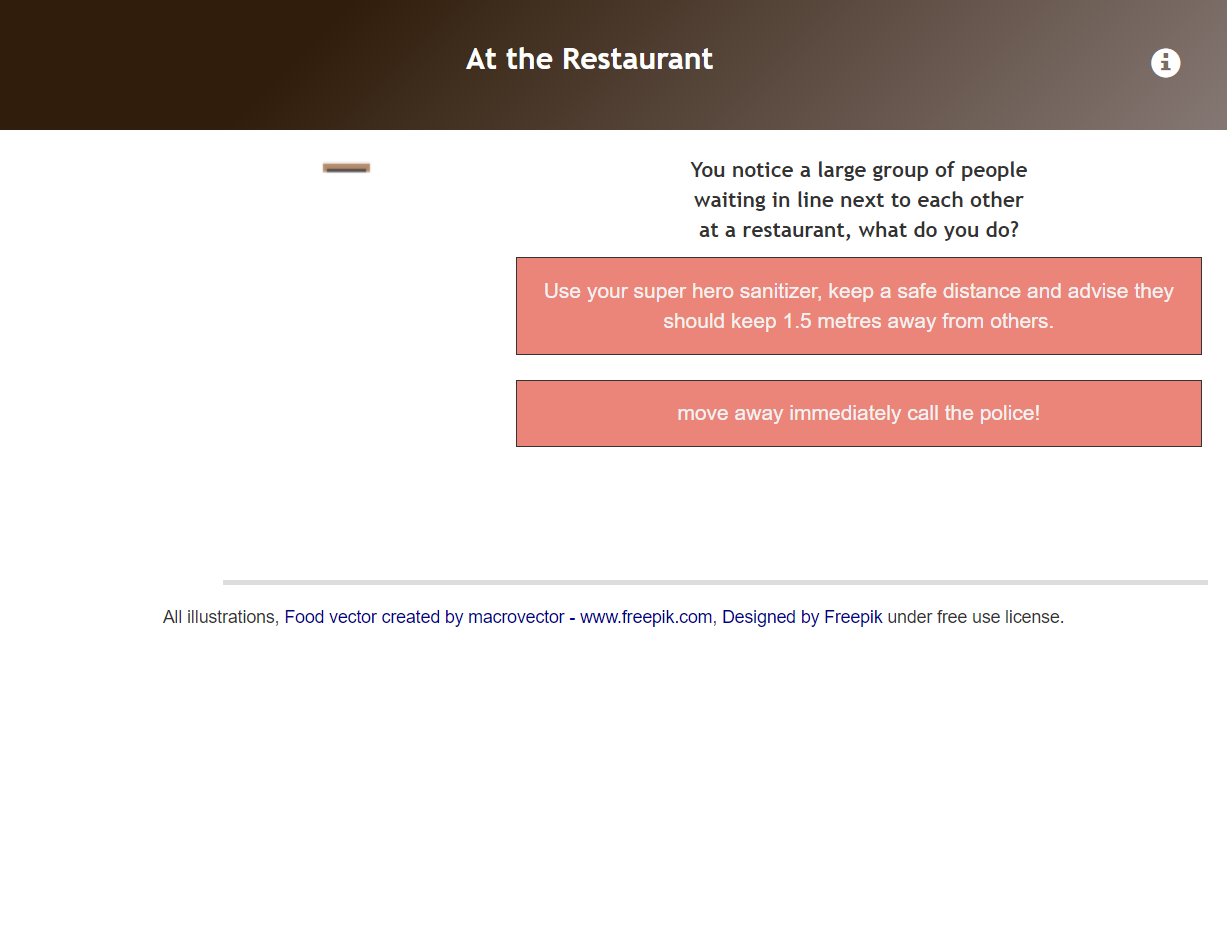 At the Restaurant
You notice a large group of people
waiting in line next to each other
at a restaurant, what do you do?
Use your super hero sanitizer, keep a safe distance and advise they
should keep 1.5 metres away from others.
move away immediately call the police!
All illustrations, Food vector created by macrovector - www.freepik.com, Designed by Freepik under free use license.